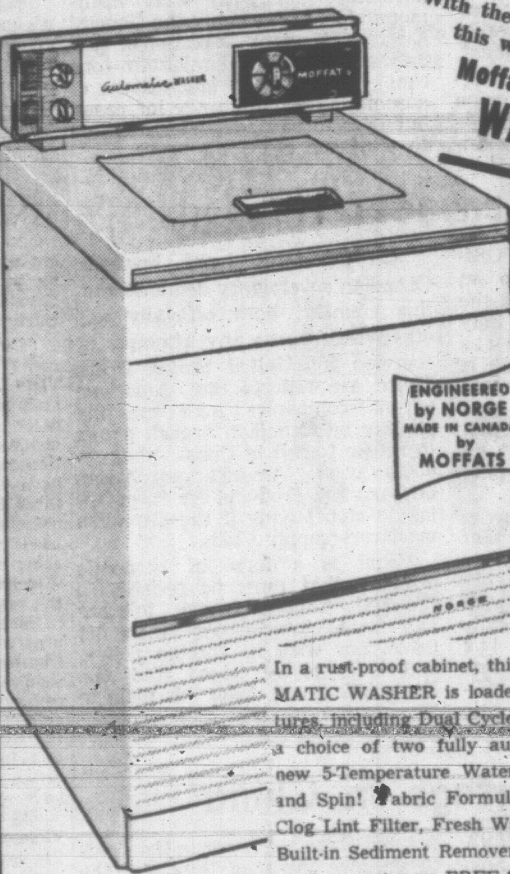 With the
this w
Moffa
W
Automatic WASHER
MOFFAT
ENGINEERED
by NORGE
MADE IN CANADA
by
MOFFATS
NORGE
In a rust-proof cabinet, thi
MATIC WASHER is loade
tures, including Dual Cycle
a choice of two fully au
new 5-Temperature Water
and Spin! Fabric Formul
Clog Lint Filter, Fresh W
Built-in Sediment Remover